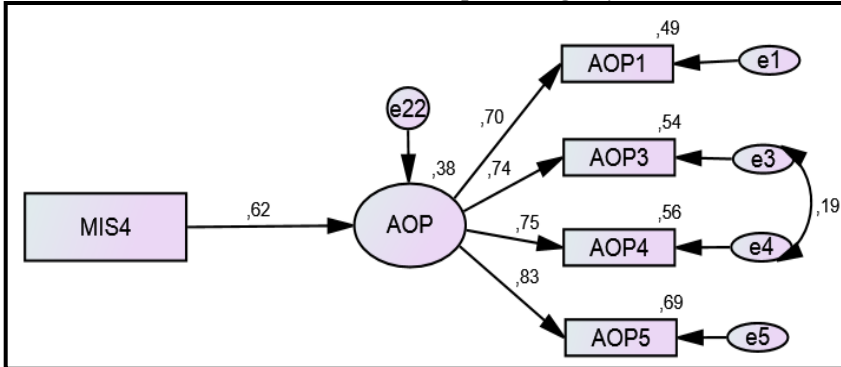 ,49
AOP1
e1
,70
e22
,54
AOP3
e3
,74
,38
MIS4
,62
AOP
,19
,75
,56
AOP4
e4
,83
,69
AOP5
e5